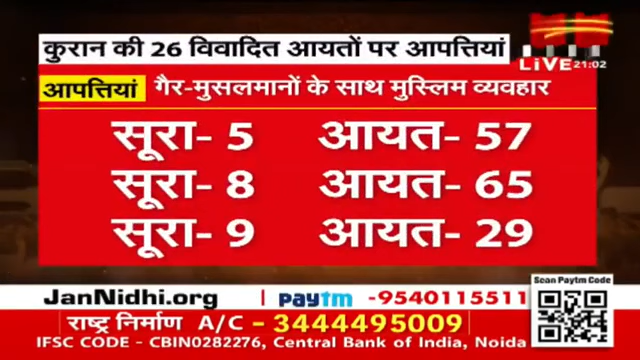 कुरान की 26 विवादित आयतों पर आपत्तियां
LiVE 21:02
आपत्तियां गैर-मुसलमानों के साथ मुस्लिम व्यवहार
सूरा- 5 आयत- 57
सूरा- 8 आयत- 65
सूरा- 9 आयत- 29
Scan Paytm Code
JanNidhi.org | paytm -9540115511
राष्ट्र निर्माण A/C - 3444495009
IFSC CODE - CBIN0282276, Central Bank of India, Noida